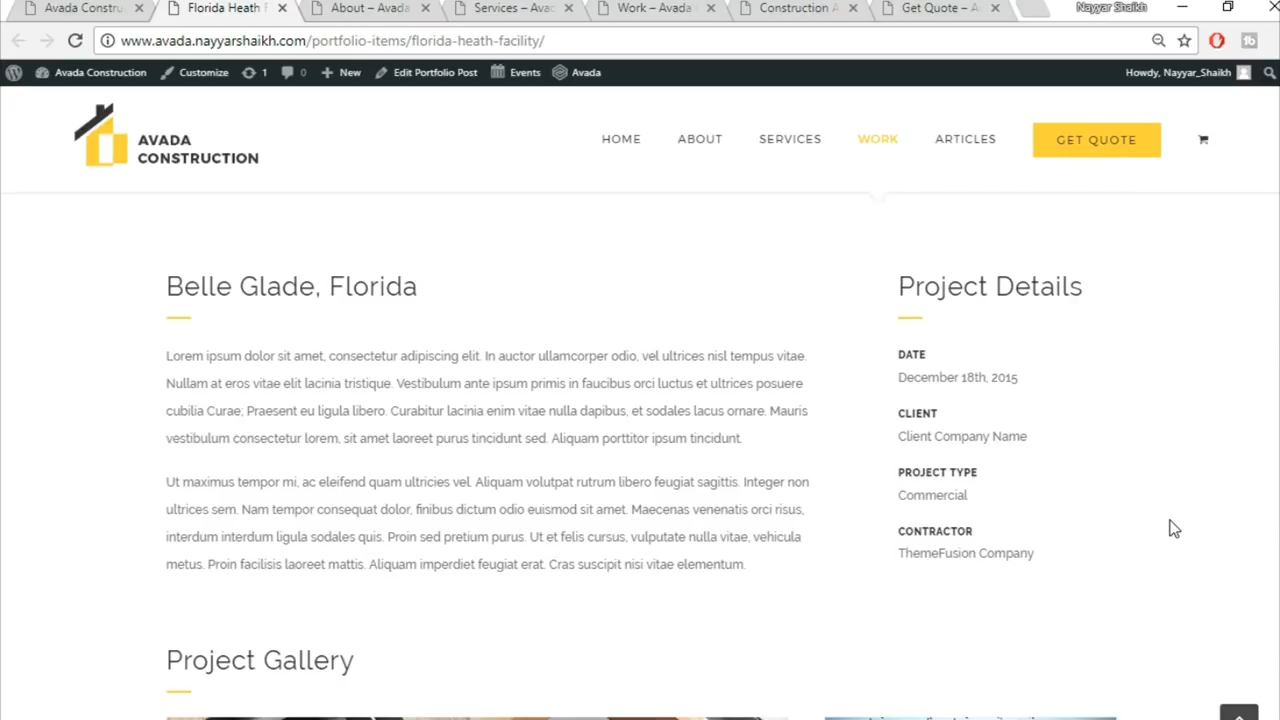 Avada Constru
Florida Heath F
About – Avada
Services – Avad
Work – Avada
Construction A
Get Quote – A
Nayyar Shaikh
www.avada.nayyarshaikh.com/portfolio-items/florida-heath-facility/
Avada Construction
Customize
1
0
New
Edit Portfolio Post
Events
Avada
Howdy, Nayyar_Shaikh
AVADA
CONSTRUCTION
HOME
ABOUT
SERVICES
WORK
ARTICLES
GET QUOTE
Belle Glade, Florida
Lorem ipsum dolor sit amet, consectetur adipiscing elit. In auctor ullamcorper odio, vel ultrices nisl tempus vitae.
Nullam at eros vitae elit lacinia tristique. Vestibulum ante ipsum primis in faucibus orci luctus et ultrices posuere
cubilia Curae; Praesent eu ligula libero. Curabitur lacinia enim vitae nulla dapibus, et sodales lacus ornare. Mauris
vestibulum consectetur lorem, sit amet laoreet purus tincidunt sed. Aliquam porttitor ipsum tincidunt.
Ut maximus tempor mi, ac eleifend quam ultricies vel. Aliquam volutpat rutrum libero feugiat sagittis. Integer non
ultrices sem. Nam tempor consequat dolor, finibus dictum odio euismod sit amet. Maecenas venenatis orci risus,
interdum interdum ligula sodales quis. Proin sed pretium purus. Ut et felis cursus, vulputate nulla vitae, vehicula
metus. Proin facilisis laoreet mattis. Aliquam imperdiet feugiat erat. Cras suscipit nisi vitae elementum.
Project Details
DATE
December 18th, 2015
CLIENT
Client Company Name
PROJECT TYPE
Commercial
CONTRACTOR
ThemeFusion Company
Project Gallery